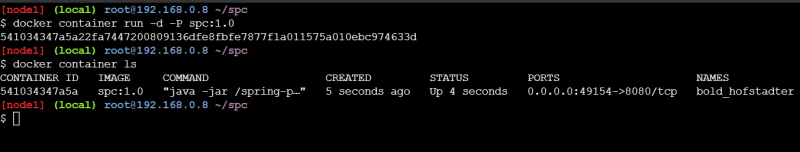 [node1] (local) root@192.168.0.8 ~/spc
$ docker container run -d -P spc:1.0
541034347a5a22fa7447200809136dfe8fbfe7877f1a011575a010ebc974633d
[node1] (local) root@192.168.0.8 ~/spc
$ docker container ls
CONTAINER ID   IMAGE     COMMAND                  CREATED         STATUS         PORTS                     NAMES
541034347a5a   spc:1.0   "java -jar /spring-p…"   5 seconds ago   Up 4 seconds   0.0.0.0:49154->8080/tcp   bold_hofstadter
[node1] (local) root@192.168.0.8 ~/spc
$